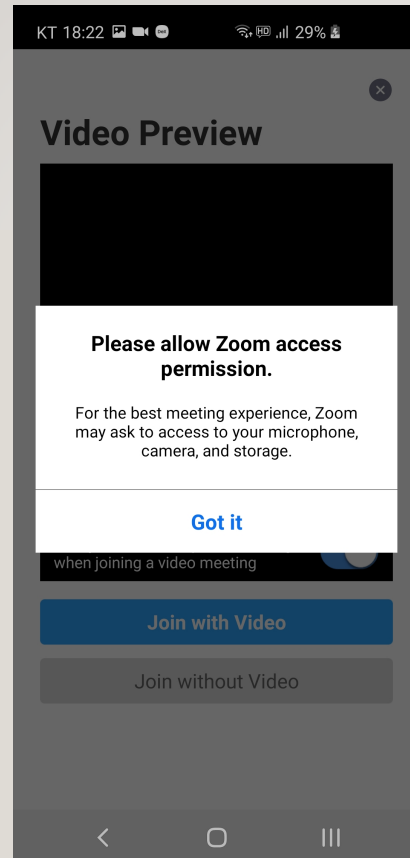 KT 18:22
HD
29%
Video Preview
Please allow Zoom access
permission.
For the best meeting experience, Zoom
may ask to access to your microphone,
camera, and storage.
Got it
when joining a video meeting
Join with Video
Join without Video